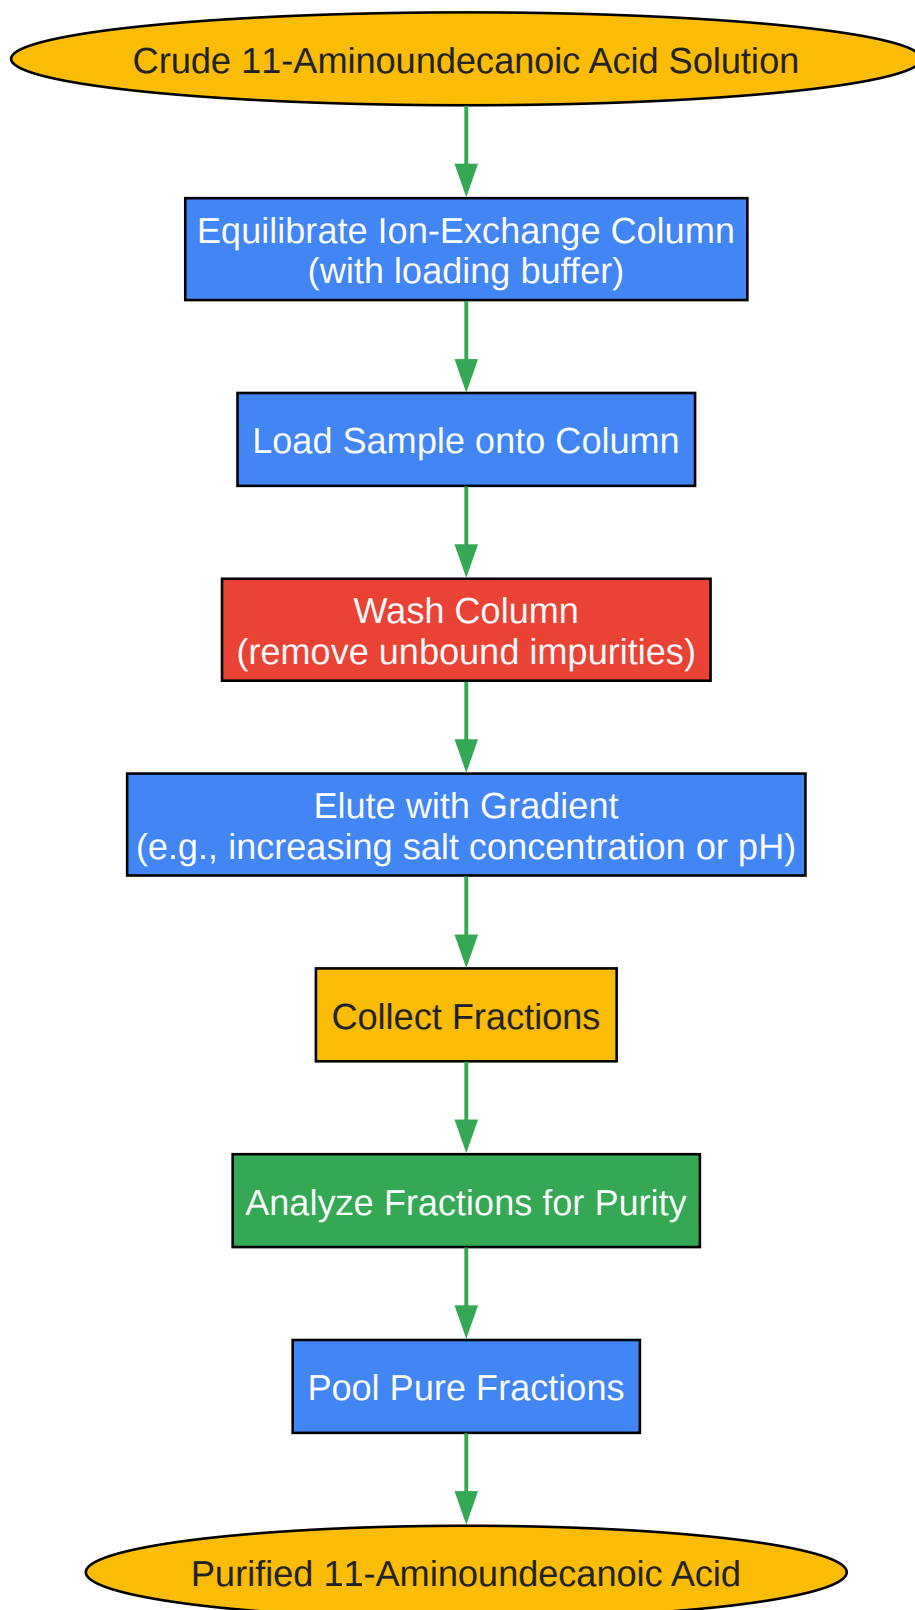 Crude 11-Aminoundecanoic Acid Solution
Equilibrate Ion-Exchange Column
(with loading buffer)
Load Sample onto Column
Wash Column
(remove unbound impurities)
Elute with Gradient
(e.g., increasing salt concentration or pH)
Collect Fractions
Analyze Fractions for Purity
Pool Pure Fractions
Purified 11-Aminoundecanoic Acid